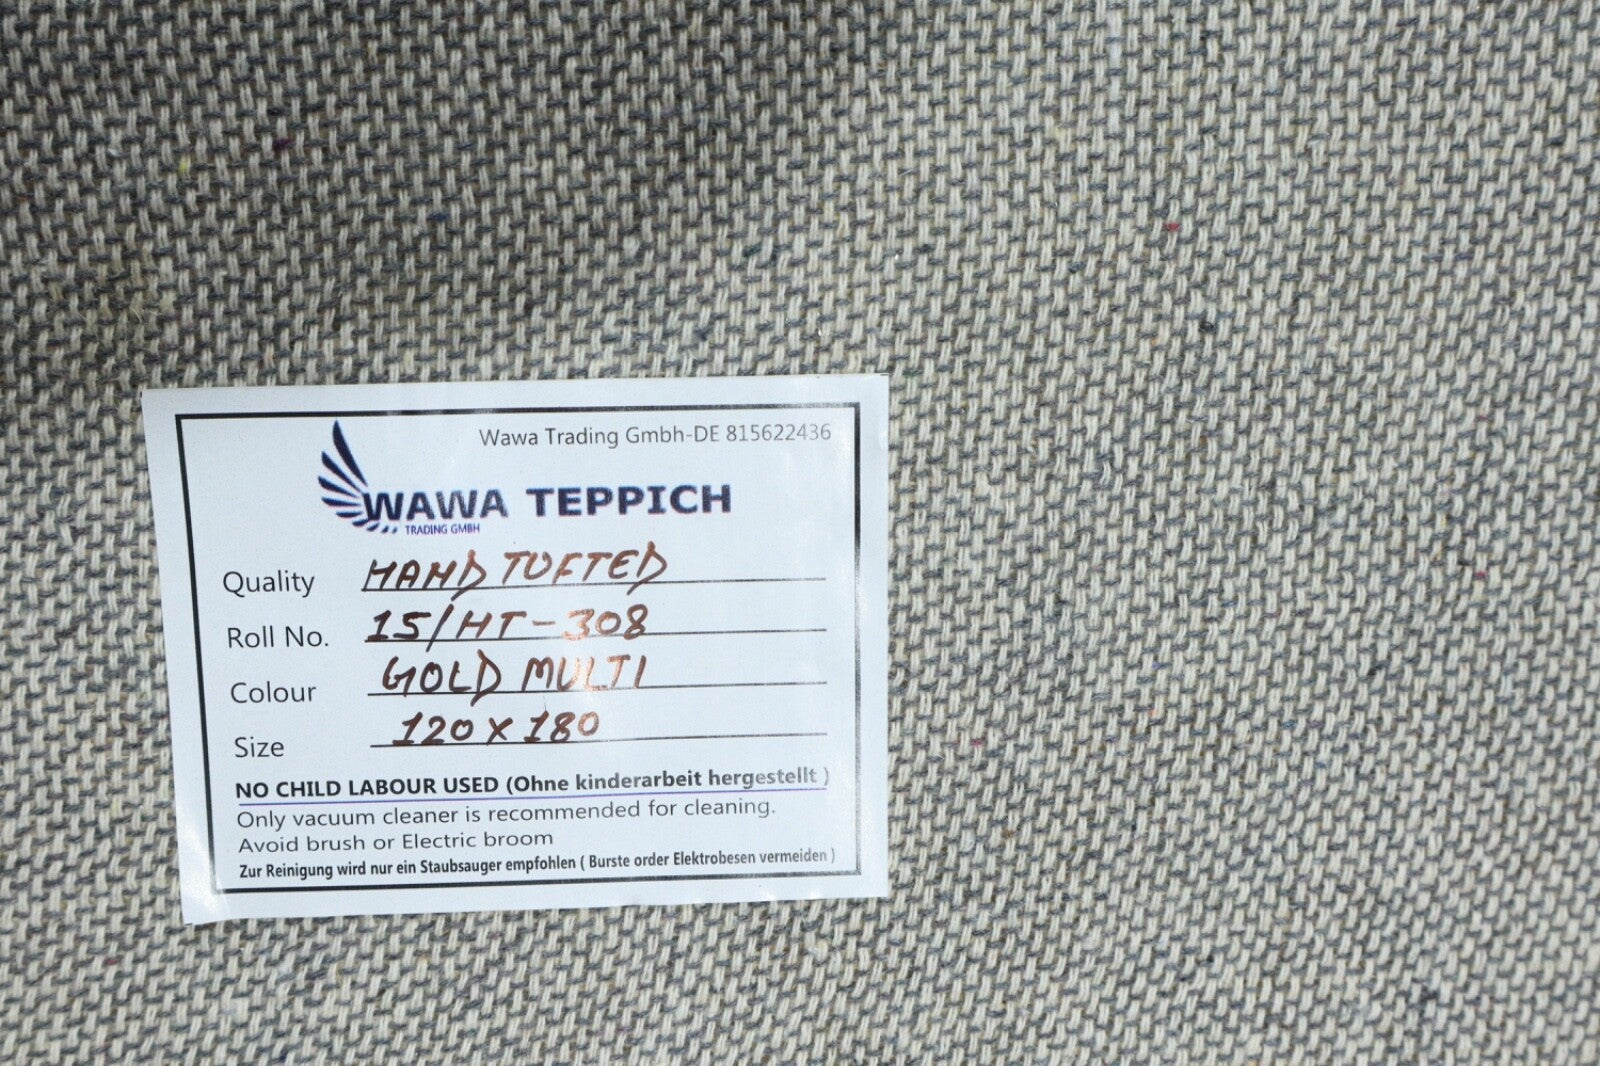 Wawa Trading Gmbh-DE 815622436
WAWA TEPPICH
TRADING GMBH
Quality HAND TUFTED
Roll No. 15/HT-308
Colour GOLD MULTI
Size 120 x 180
NO CHILD LABOUR USED (Ohne kinderarbeit hergestellt )
Only vacuum cleaner is recommended for cleaning.
Avoid brush or Electric broom
Zur Reinigung wird nur ein Staubsauger empfohlen ( Burste order Elektrobesen vermeiden )